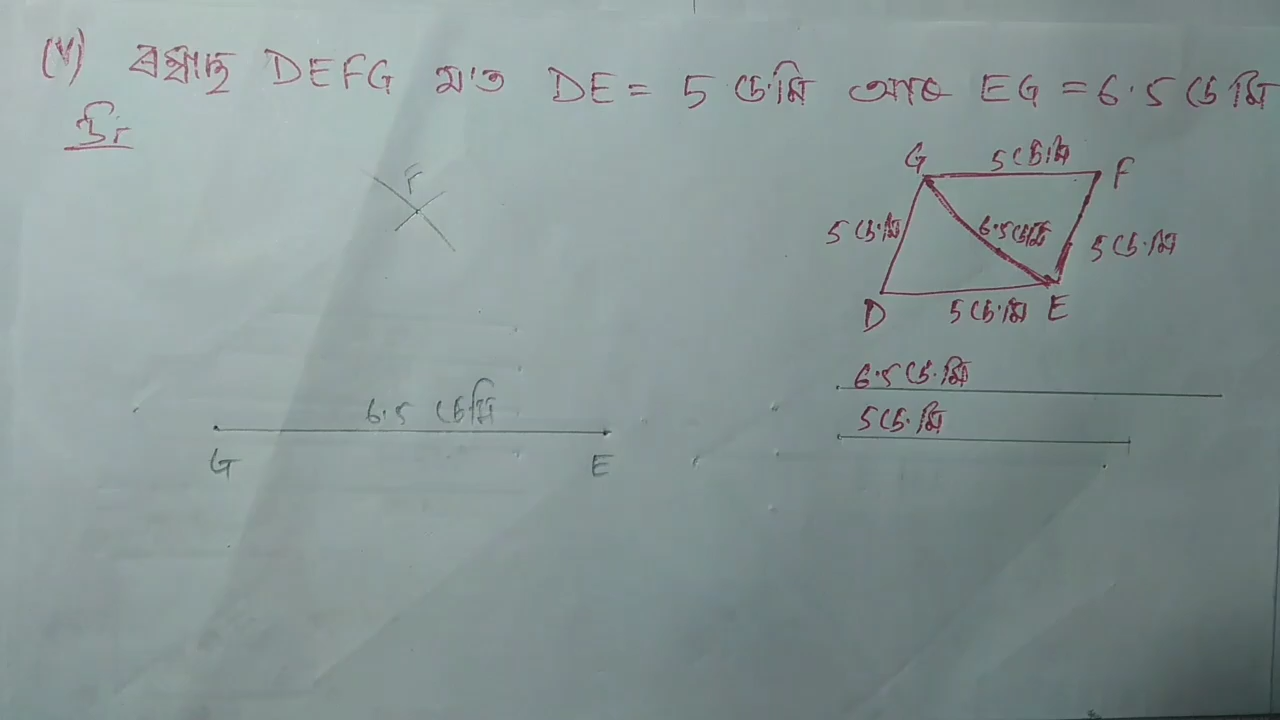 (V) ৰম্বাছ DEFG য'ত DE = 5 চে.মি আৰু EG = 6.5 চে মি
উঃ
F
G 5 চে.মি F
5 চে.মি 6.5 চে.মি 5 চে.মি
D 5 চে.মি E
6.5 চে.মি
5 চে.মি
6.5 চে মি
G E